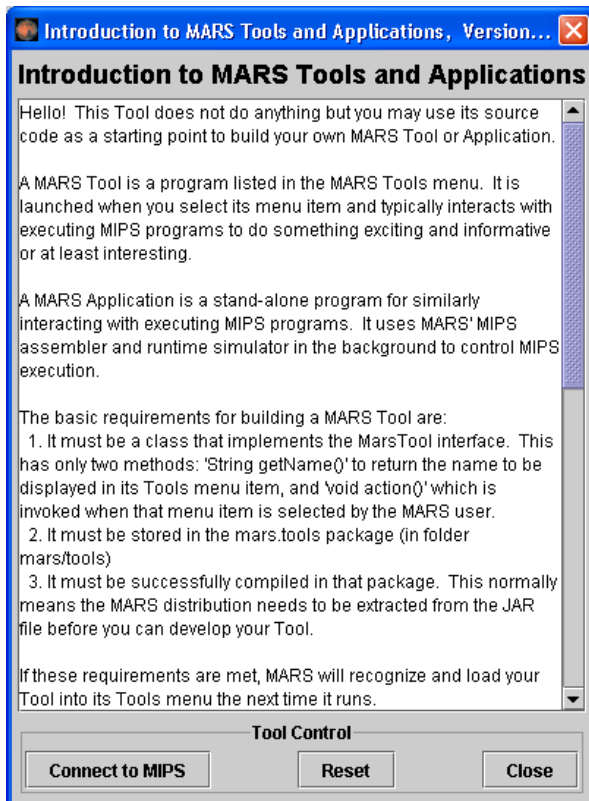 Introduction to MARS Tools and Applications, Version...
Introduction to MARS Tools and Applications
Hello! This Tool does not do anything but you may use its source
code as a starting point to build your own MARS Tool or Application.
A MARS Tool is a program listed in the MARS Tools menu. It is
launched when you select its menu item and typically interacts with
executing MIPS programs to do something exciting and informative
or at least interesting.
A MARS Application is a stand-alone program for similarly
interacting with executing MIPS programs. It uses MARS' MIPS
assembler and runtime simulator in the background to control MIPS
execution.
The basic requirements for building a MARS Tool are:
1. It must be a class that implements the MarsTool interface. This
has only two methods: 'String getName()' to return the name to be
displayed in its Tools menu item, and 'void action()' which is
invoked when that menu item is selected by the MARS user.
2. It must be stored in the mars.tools package (in folder
mars/tools)
3. It must be successfully compiled in that package. This normally
means the MARS distribution needs to be extracted from the JAR
file before you can develop your Tool.
If these requirements are met, MARS will recognize and load your
Tool into its Tools menu the next time it runs.
Tool Control
Connect to MIPS
Reset
Close